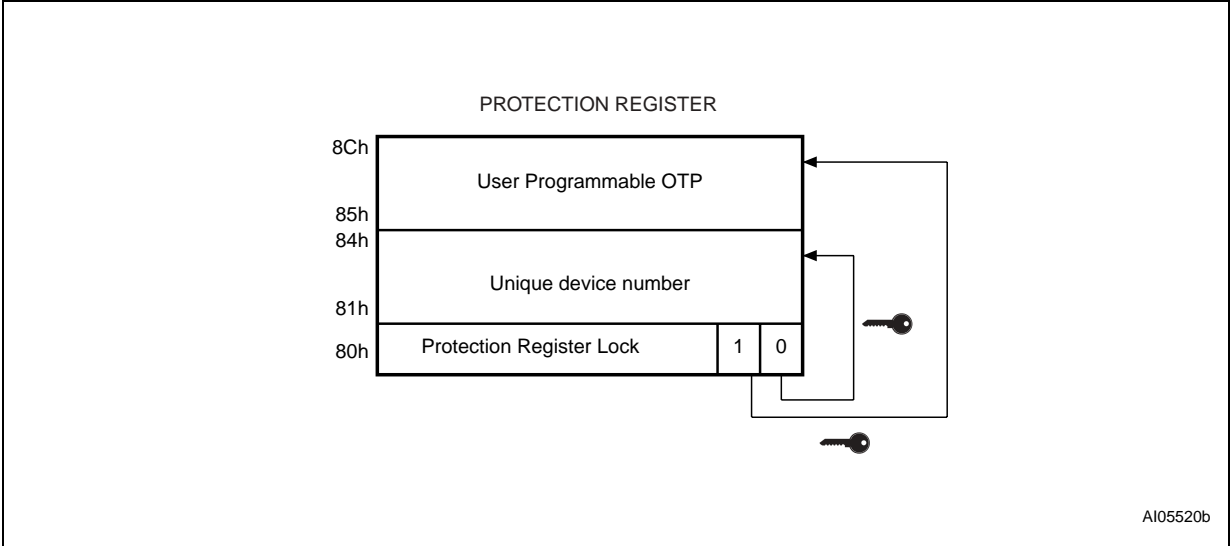 PROTECTION REGISTER
8Ch
User Programmable OTP
85h
84h
Unique device number
81h
80h
Protection Register Lock
1
0
AI05520b